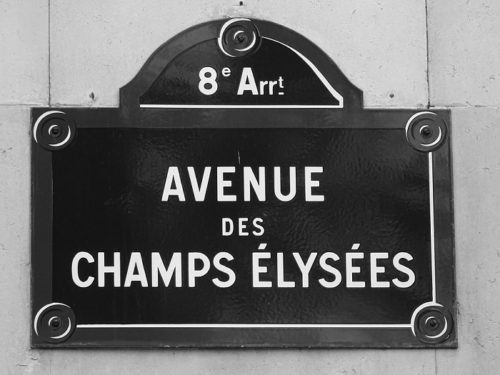 8e Arrt
AVENUE
DES
CHAMPS ÉLYSÉES